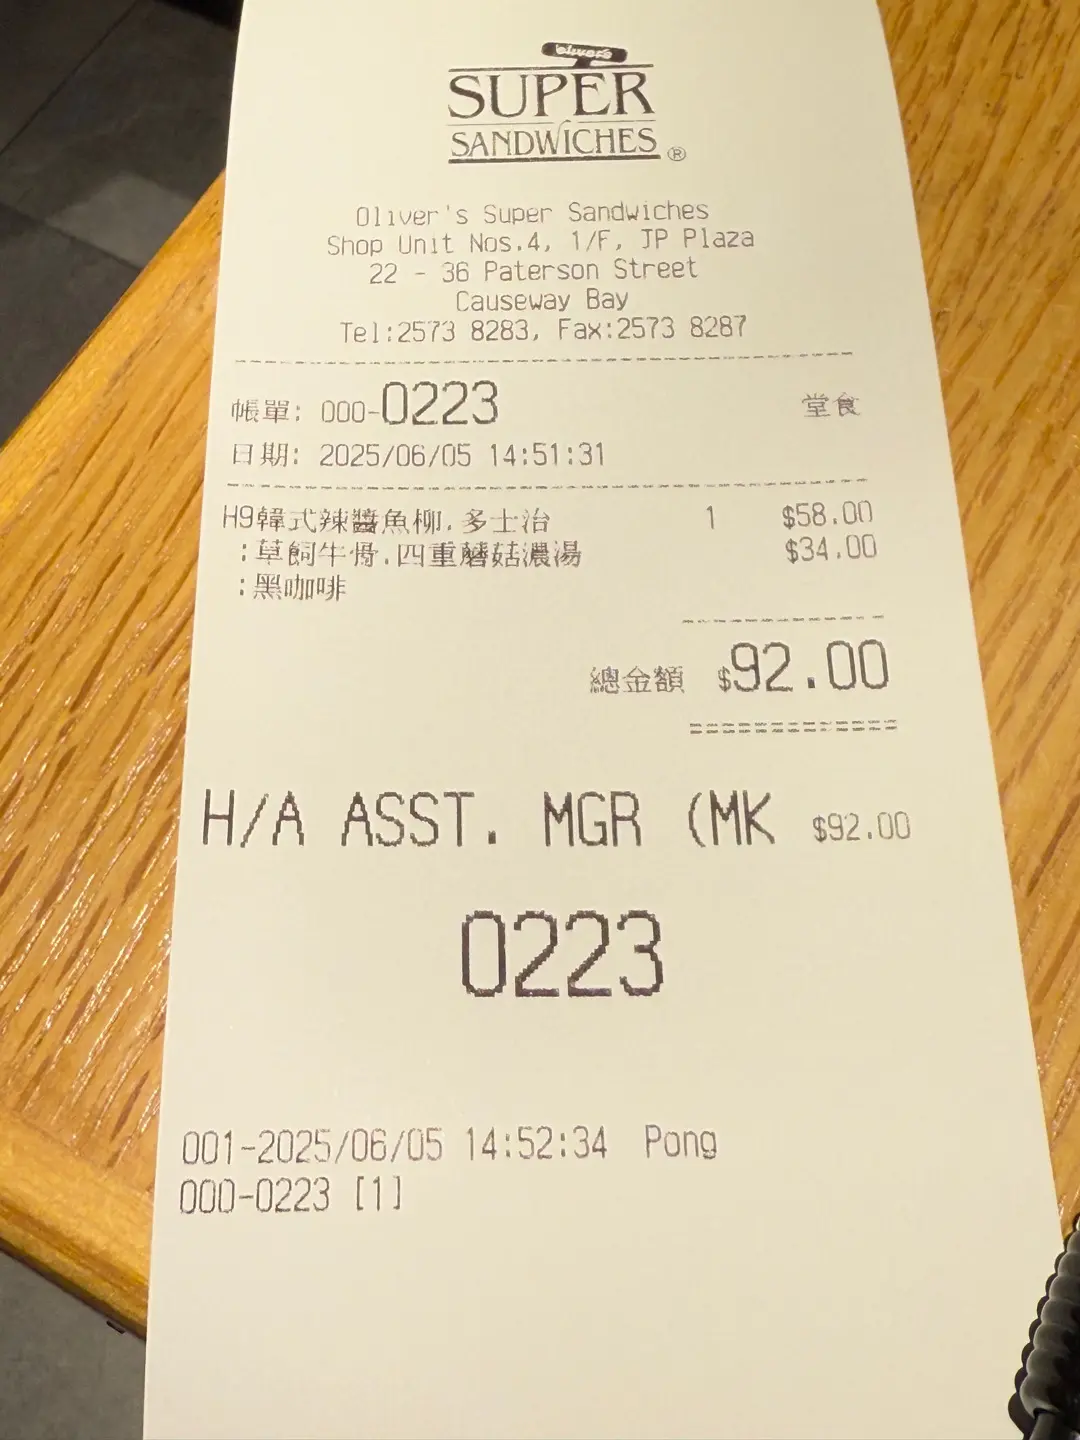 oliver's
SUPER
SANDWICHES ®
Oliver's Super Sandwiches
Shop Unit Nos.4, 1/F, JP Plaza
22 - 36 Paterson Street
Causeway Bay
Tel:2573 8283, Fax:2573 8287
帳單: 000-0223 堂食
日期: 2025/06/05 14:51:31
H9韓式辣醬魚柳.多士治 1 $58.00
:草飼牛骨.四重蘑菇濃湯 $34.00
:黑咖啡
總金額 $92.00
H/A ASST. MGR (MK $92.00
0223
001-2025/06/05 14:52:34 Pong
000-0223 [1]